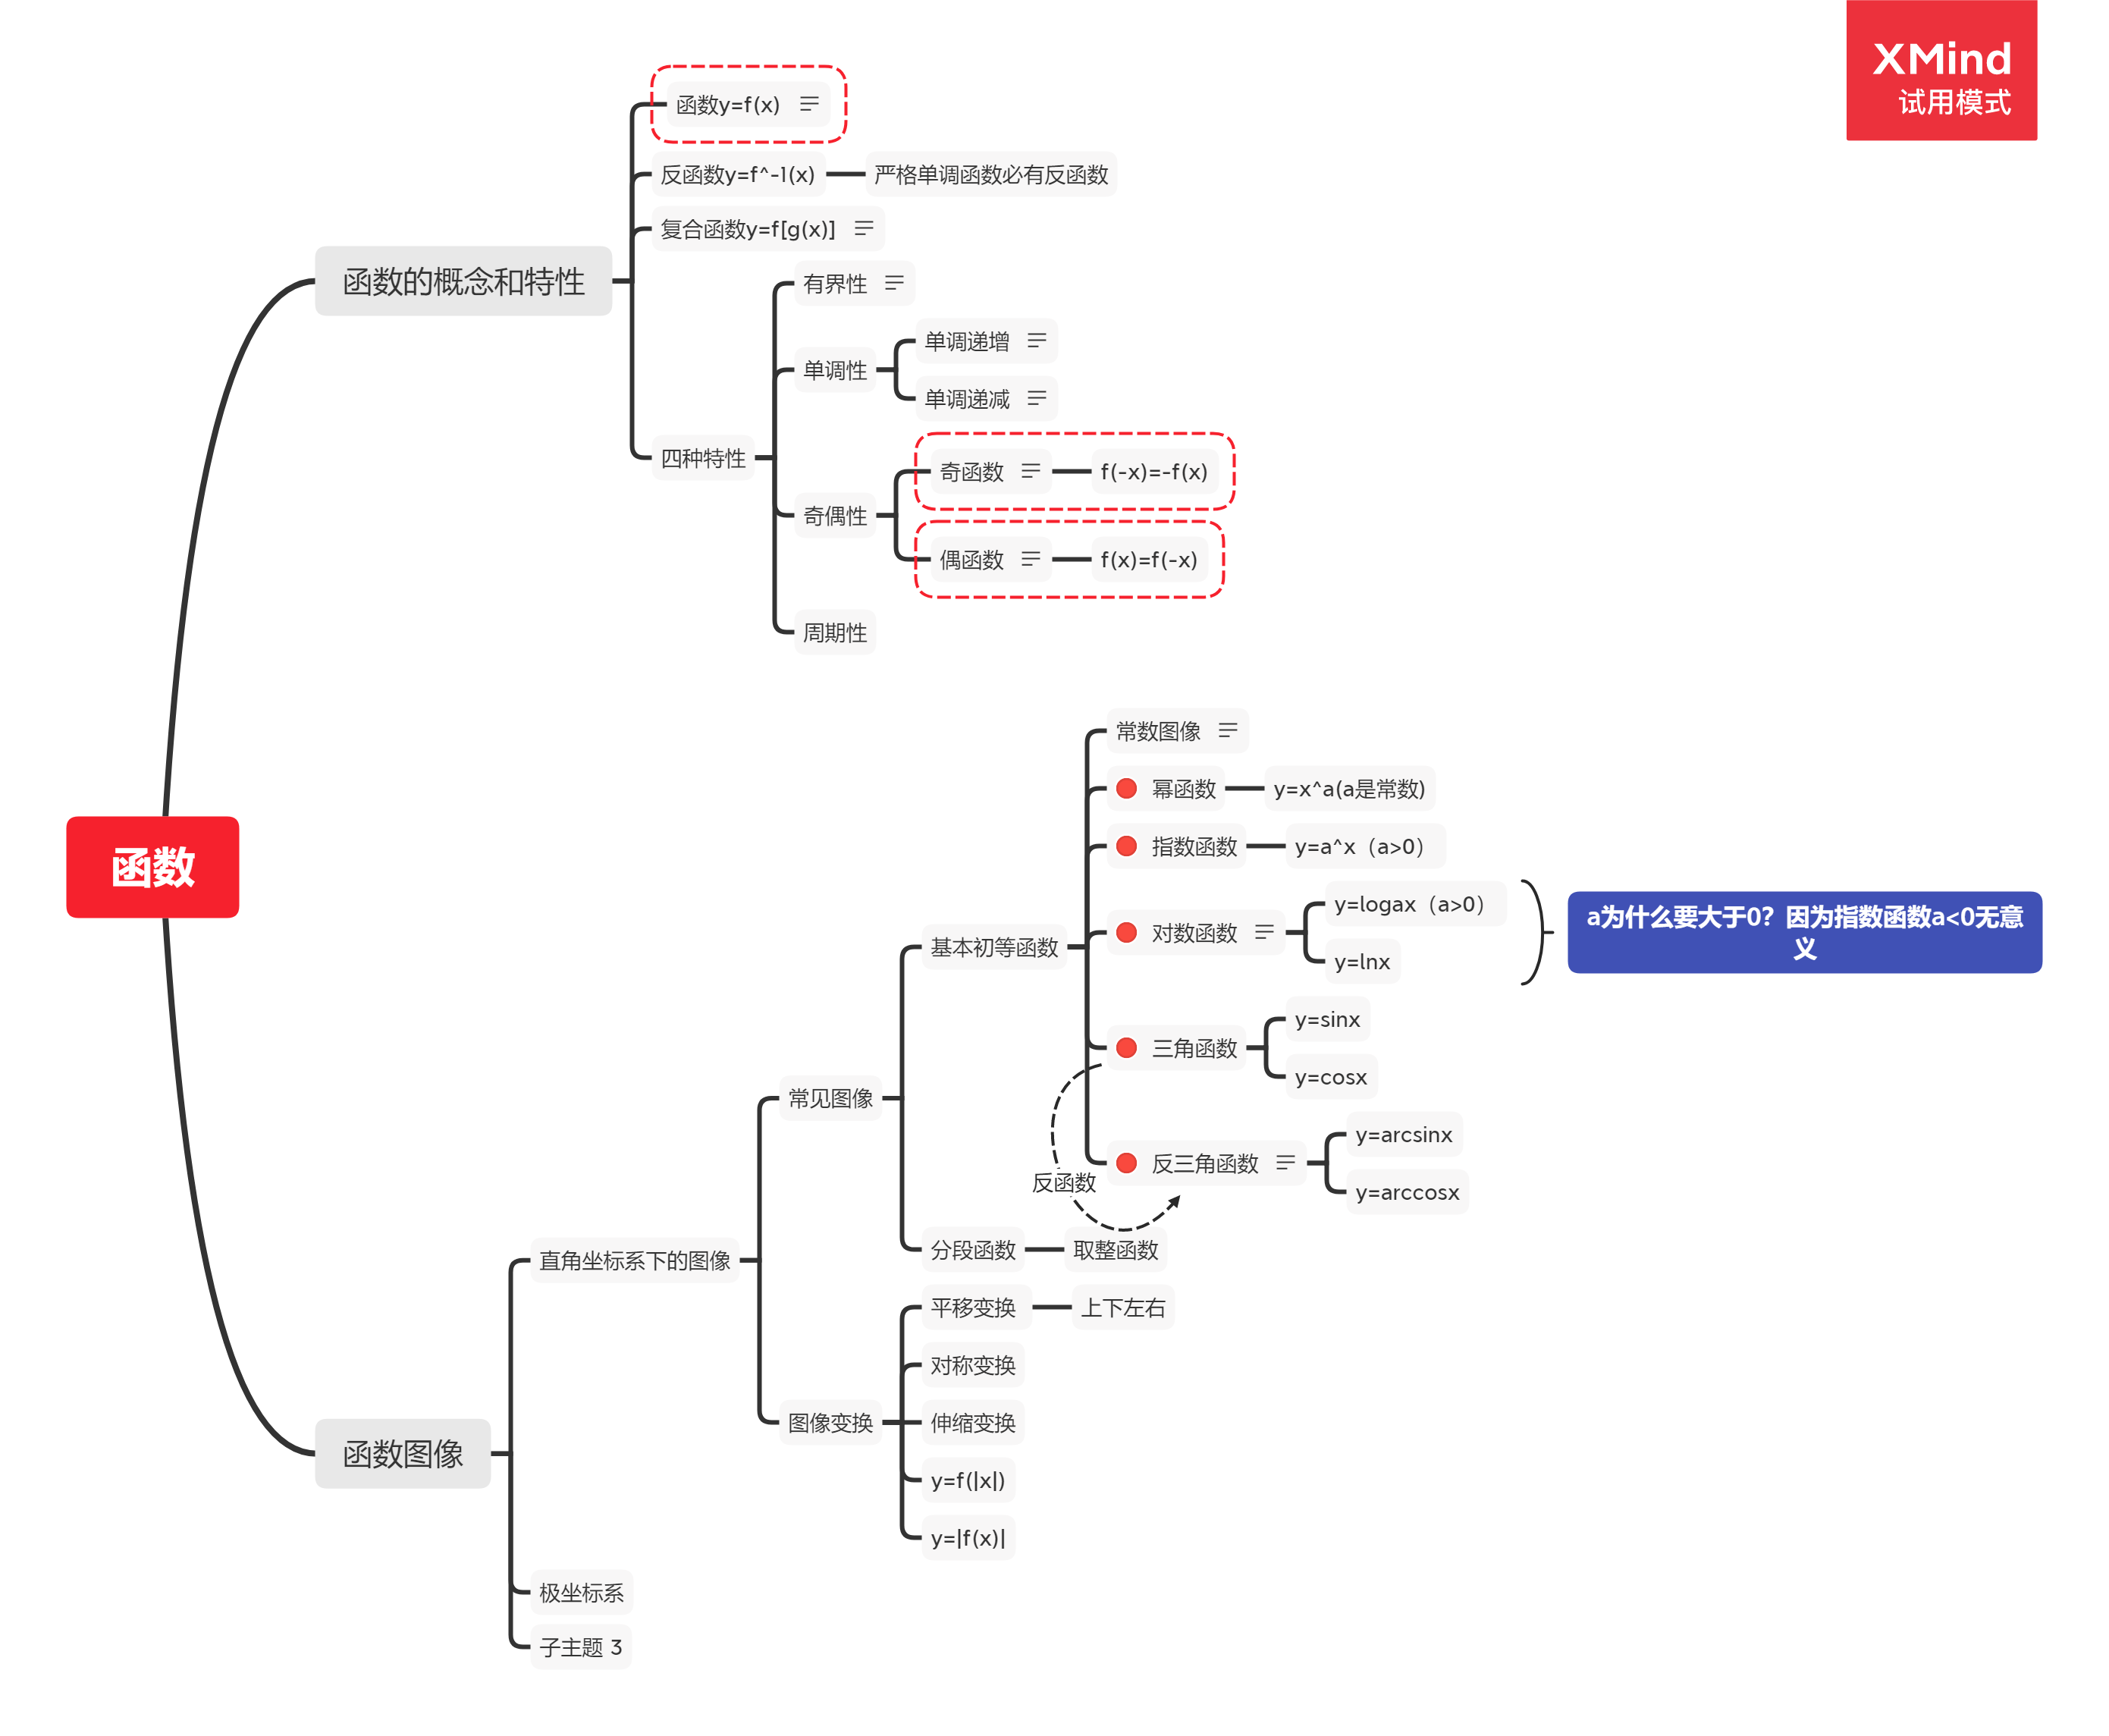 XMind
试用模式
函数y=f(x)
反函数y=f^-1(x)
严格单调函数必有反函数
复合函数y=f[g(x)]
函数的概念和特性
有界性
单调递增
单调性
单调递减
四种特性
奇函数
f(-x)=-f(x)
奇偶性
偶函数
f(x)=f(-x)
周期性
常数图像
幂函数
y=x^a(a是常数)
指数函数
y=a^x（a>0）
函数
y=logax（a>0）
对数函数
y=lnx
a为什么要大于0？因为指数函数a<0无意
义
基本初等函数
y=sinx
三角函数
y=cosx
常见图像
y=arcsinx
反三角函数
y=arccosx
反函数
分段函数
取整函数
直角坐标系下的图像
平移变换
上下左右
对称变换
图像变换
伸缩变换
函数图像
y=f(|x|)
y=|f(x)|
极坐标系
子主题 3